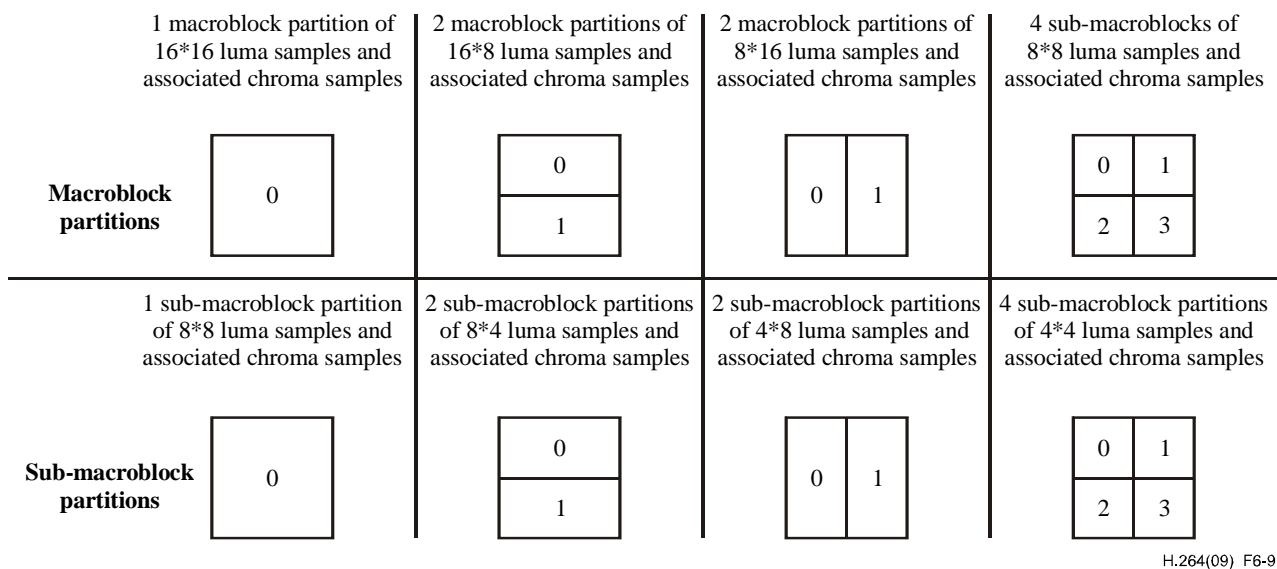 1 macroblock partition of
16*16 luma samples and
associated chroma samples
2 macroblock partitions of
16*8 luma samples and
associated chroma samples
2 macroblock partitions of
8*16 luma samples and
associated chroma samples
4 sub-macroblocks of
8*8 luma samples and
associated chroma samples
Macroblock
partitions
0
0
1
0 1
0 1
2 3
1 sub-macroblock partition
of 8*8 luma samples and
associated chroma samples
2 sub-macroblock partitions
of 8*4 luma samples and
associated chroma samples
2 sub-macroblock partitions
of 4*8 luma samples and
associated chroma samples
4 sub-macroblock partitions
of 4*4 luma samples and
associated chroma samples
Sub-macroblock
partitions
0
0
1
0 1
0 1
2 3
H.264(09) F6-9